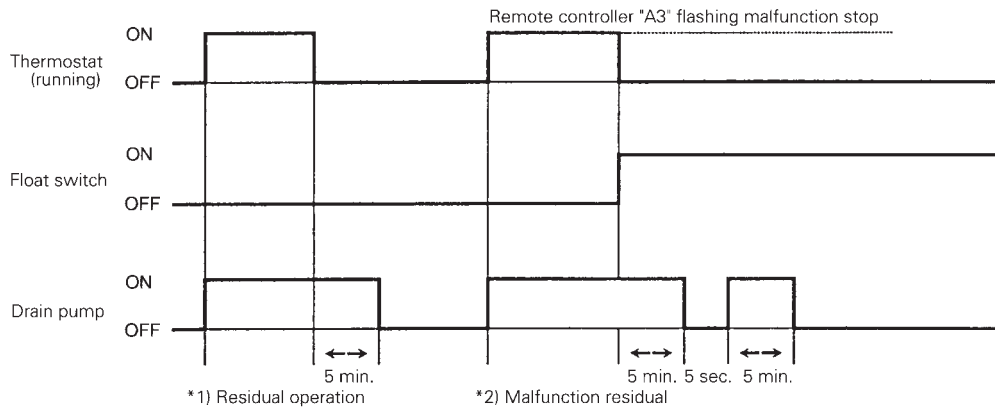 Remote controller "A3" flashing malfunction stop
ON
Thermostat
(running)
OFF
ON
Float switch
OFF
ON
Drain pump
OFF
5 min.
5 min. 5 sec. 5 min.
*1) Residual operation
*2) Malfunction residual